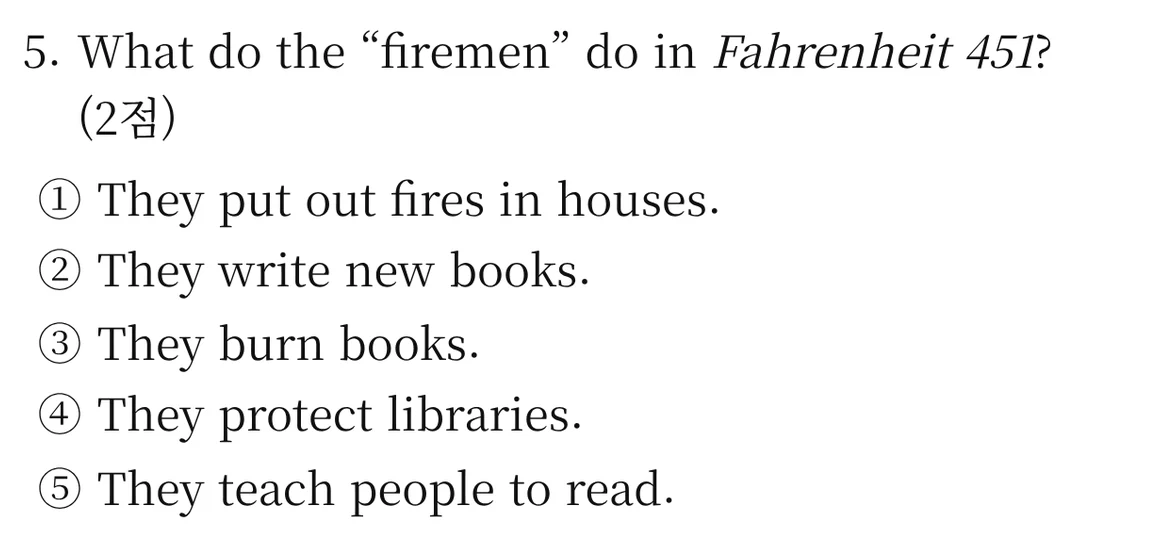 5. What do the “firemen” do in Fahrenheit 451?
(2점)
① They put out fires in houses.
② They write new books.
③ They burn books.
④ They protect libraries.
⑤ They teach people to read.